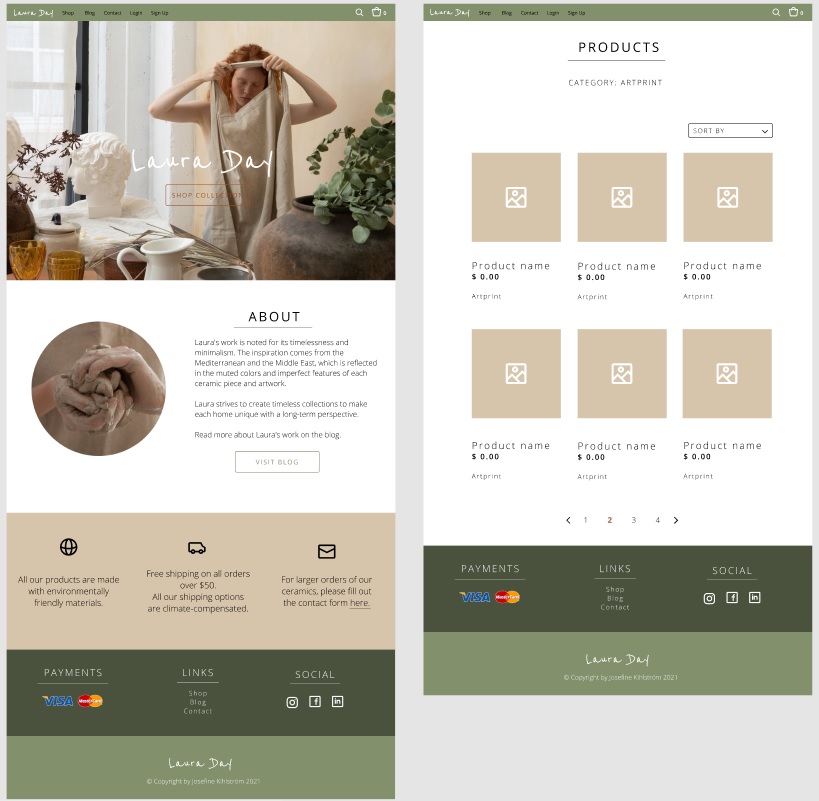 Laura Day Shop Blog Contact Login Sign Up 0
Laura Day
SHOP COLLECTION
ABOUT
Laura's work is noted for its timelessness and
minimalism. The inspiration comes from the
Mediterranean and the Middle East, which is reflected
in the muted colors and imperfect features of each
ceramic piece and artwork.
Laura strives to create timeless collections to make
each home unique with a long-term perspective.
Read more about Laura's work on the blog.
VISIT BLOG
All our products are made
with environmentally
friendly materials.
Free shipping on all orders
over $50.
All our shipping options
are climate-compensated.
For larger orders of our
ceramics, please fill out
the contact form here.
PAYMENTS
VISA MasterCard
LINKS
Shop
Blog
Contact
SOCIAL
Laura Day
© Copyright by Josefine Kihlström 2021
Laura Day Shop Blog Contact Login Sign Up 0
PRODUCTS
CATEGORY: ARTPRINT
SORT BY
Product name
$ 0.00
Artprint
Product name
$ 0.00
Artprint
Product name
$ 0.00
Artprint
Product name
$ 0.00
Artprint
Product name
$ 0.00
Artprint
Product name
$ 0.00
Artprint
1 2 3 4
PAYMENTS
VISA MasterCard
LINKS
Shop
Blog
Contact
SOCIAL
Laura Day
© Copyright by Josefine Kihlström 2021